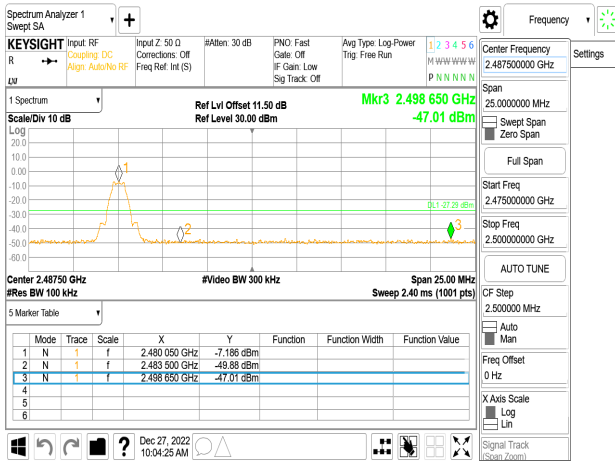 Spectrum Analyzer 1
Swept SA
+
Frequency
KEYSIGHT
R
LXI
Input: RF
Coupling: DC
Align: Auto/No RF
Input Z: 50 Ω
Corrections: Off
Freq Ref: Int (S)
#Atten: 30 dB
PNO: Fast
Gate: Off
IF Gain: Low
Sig Track: Off
Avg Type: Log-Power
Trig: Free Run
1 2 3 4 5 6
M W W W W W
P N N N N N
1 Spectrum
Scale/Div 10 dB
Ref Lvl Offset 11.50 dB
Ref Level 30.00 dBm
Mkr3 2.498 650 GHz
-47.01 dBm
Log
20.0
10.0
0.00
-10.0
-20.0
-30.0
-40.0
-50.0
-60.0
1
2
3
DL1 -27.29 dBm
Center 2.48750 GHz
#Res BW 100 kHz
#Video BW 300 kHz
Span 25.00 MHz
Sweep 2.40 ms (1001 pts)
5 Marker Table
Mode Trace Scale X Y Function Function Width Function Value
1 N 1 f 2.480 050 GHz -7.186 dBm
2 N 1 f 2.483 500 GHz -49.88 dBm
3 N 1 f 2.498 650 GHz -47.01 dBm
4
5
6
?
Dec 27, 2022
10:04:25 AM
Center Frequency
2.487500000 GHz
Settings
Span
25.0000000 MHz
Swept Span
Zero Span
Full Span
Start Freq
2.475000000 GHz
Stop Freq
2.500000000 GHz
AUTO TUNE
CF Step
2.500000 MHz
Auto
Man
Freq Offset
0 Hz
X Axis Scale
Log
Lin
Signal Track
(Span Zoom)